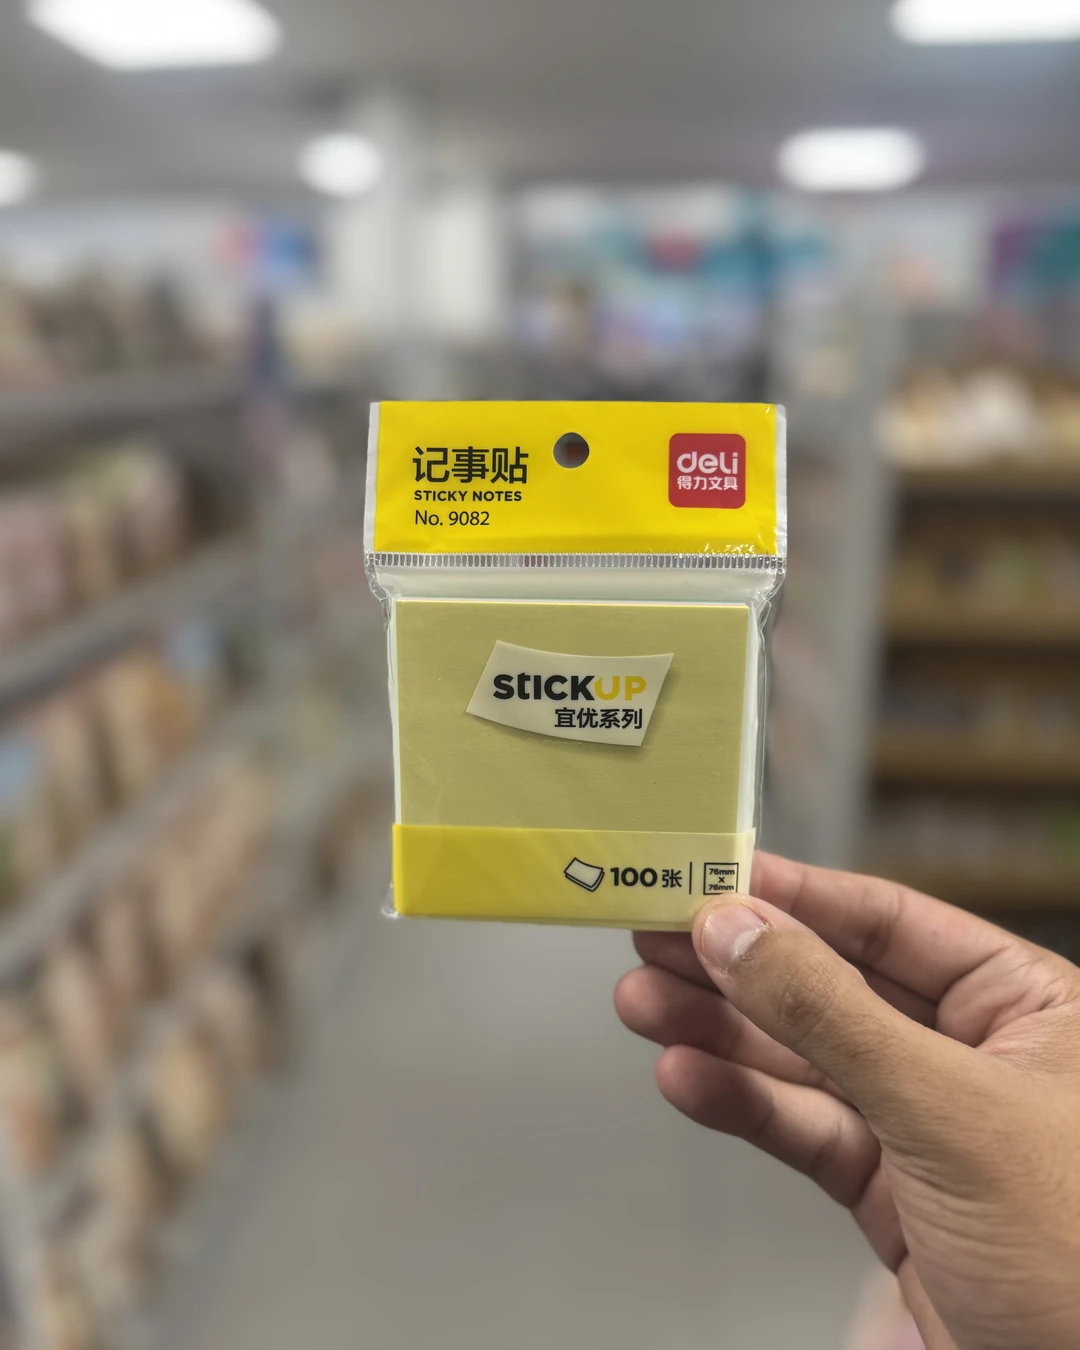 记事贴
STICKY NOTES
No. 9082
deli
得力文具
STICKUP
宜优系列
100张
76mm
x
76mm